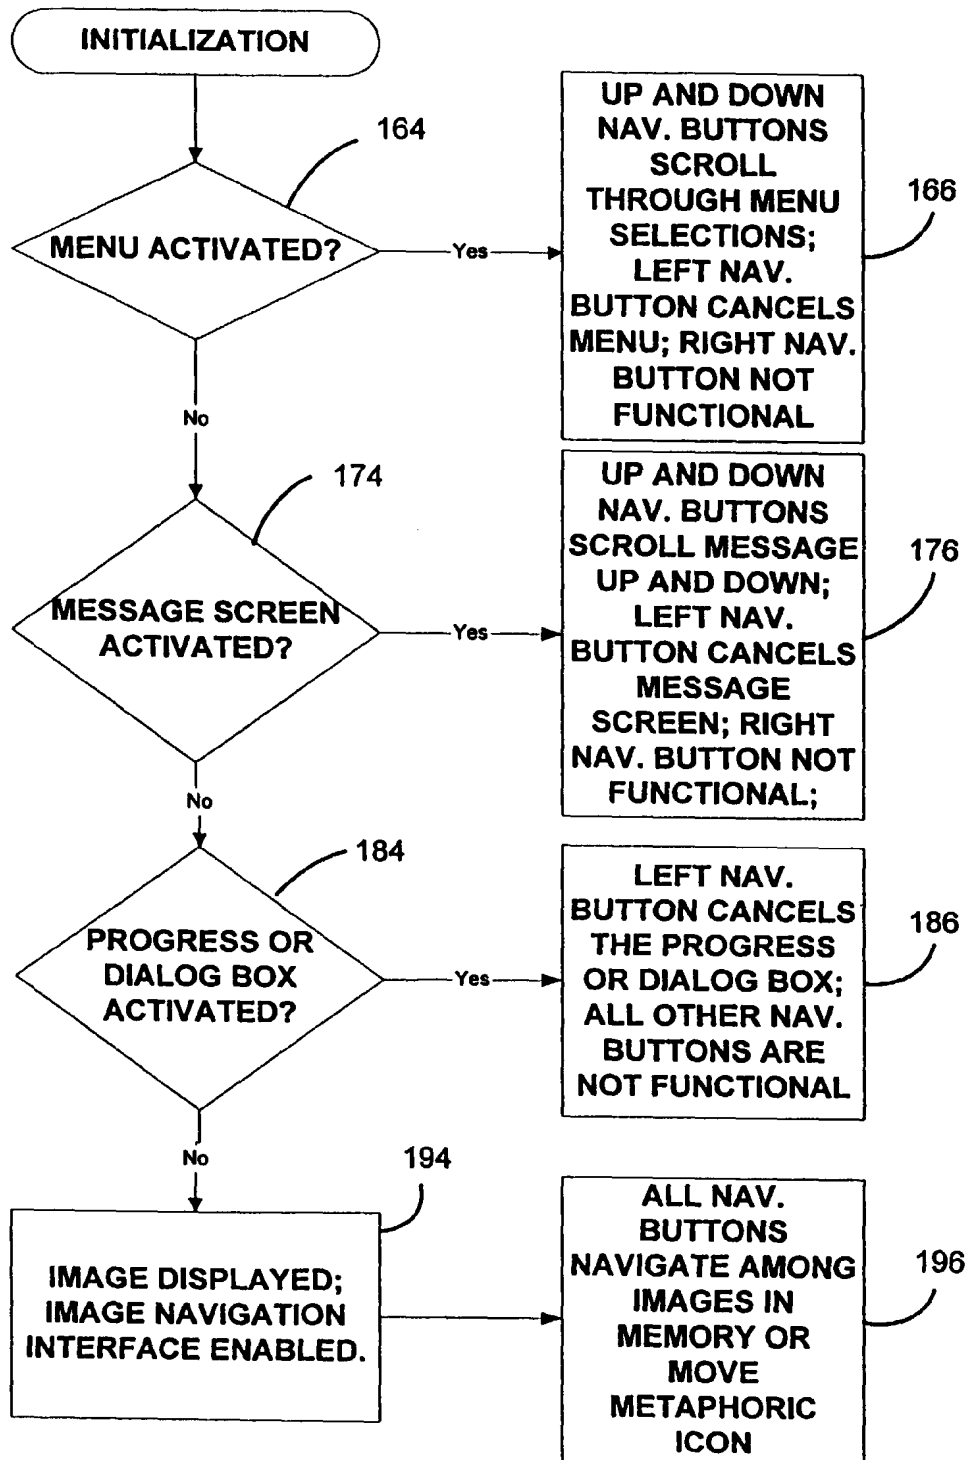 INITIALIZATION
164
MENU ACTIVATED?
Yes
UP AND DOWN
NAV. BUTTONS
SCROLL
THROUGH MENU
SELECTIONS;
LEFT NAV.
BUTTON CANCELS
MENU; RIGHT NAV.
BUTTON NOT
FUNCTIONAL
166
No
174
MESSAGE SCREEN
ACTIVATED?
Yes
UP AND DOWN
NAV. BUTTONS
SCROLL MESSAGE
UP AND DOWN;
LEFT NAV.
BUTTON CANCELS
MESSAGE
SCREEN; RIGHT
NAV. BUTTON NOT
FUNCTIONAL;
176
No
184
PROGRESS OR
DIALOG BOX
ACTIVATED?
Yes
LEFT NAV.
BUTTON CANCELS
THE PROGRESS
OR DIALOG BOX;
ALL OTHER NAV.
BUTTONS ARE
NOT FUNCTIONAL
186
No
194
IMAGE DISPLAYED;
IMAGE NAVIGATION
INTERFACE ENABLED.
ALL NAV.
BUTTONS
NAVIGATE AMONG
IMAGES IN
MEMORY OR
MOVE
METAPHORIC
ICON
196